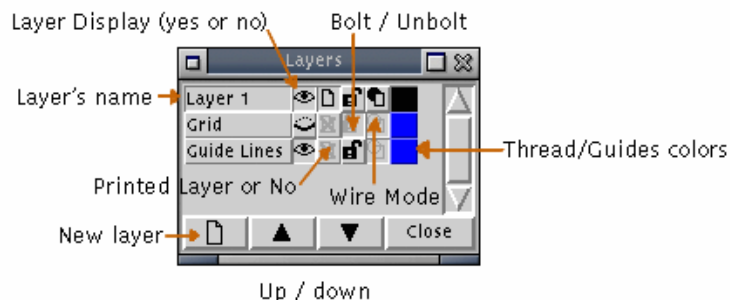 Layer Display (yes or no)
Bolt / Unbolt
Layers
Layer's name
Layer 1
Grid
Guide Lines
Thread/Guides colors
Printed Layer or No
Wire Mode
New layer
Close
Up / down